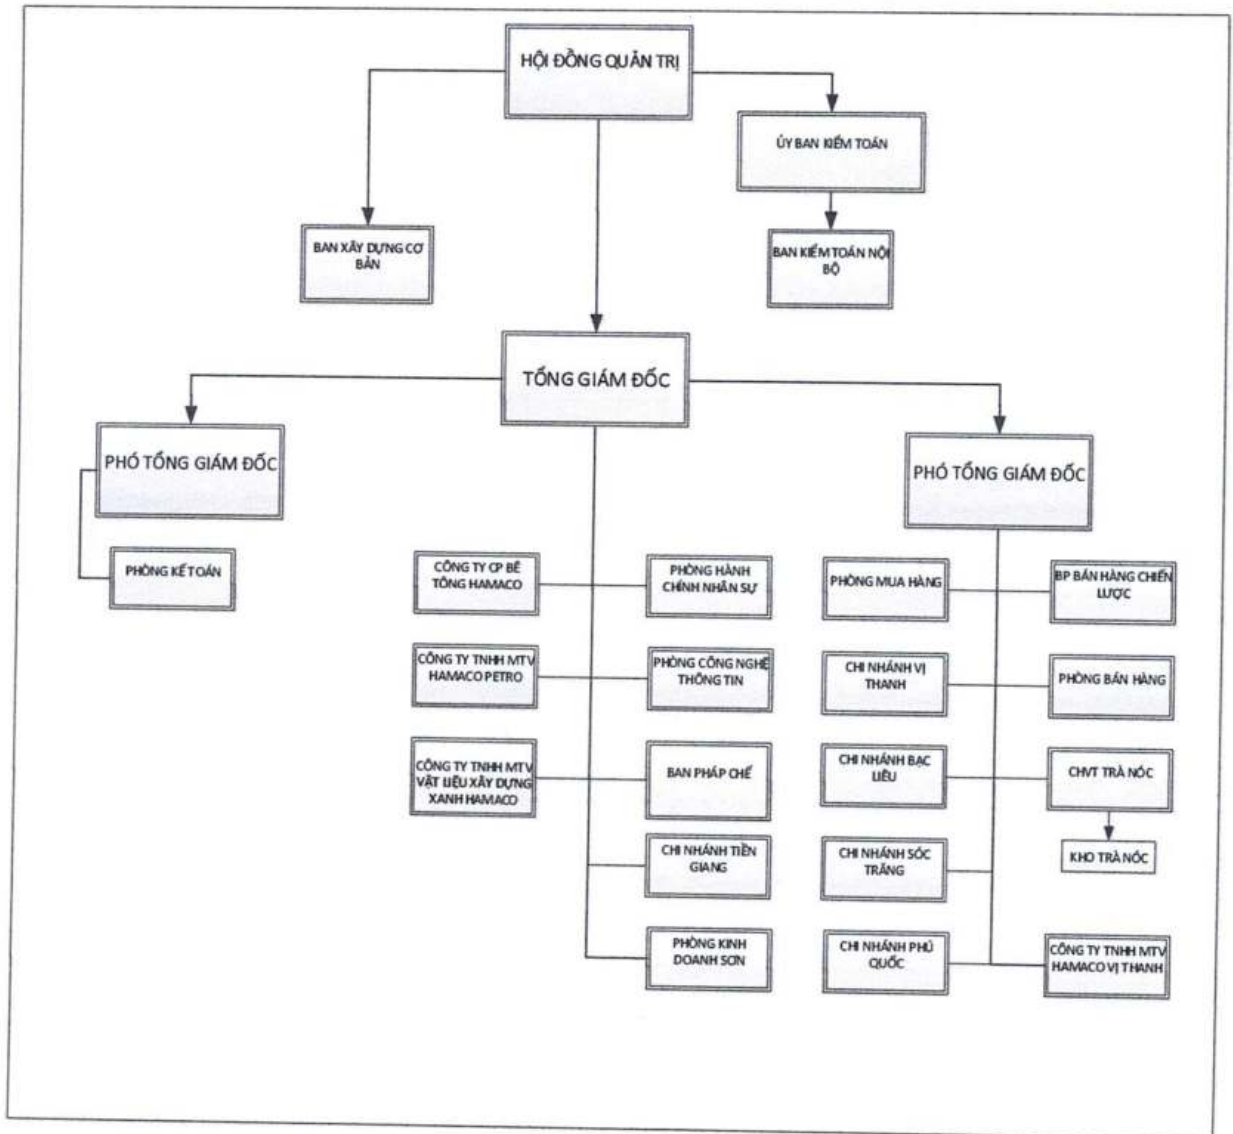 HỘI ĐỒNG QUẢN TRỊ
ỦY BAN KIỂM TOÁN
BAN XÂY DỰNG CƠ
BẢN
BAN KIỂM TOÁN NỘI
BỘ
TỔNG GIÁM ĐỐC
PHÓ TỔNG GIÁM ĐỐC
PHÓ TỔNG GIÁM ĐỐC
PHÒNG KẾ TOÁN
CÔNG TY CP BÊ
TÔNG HAMACO
PHÒNG HÀNH
CHÍNH NHÂN SỰ
PHÒNG MUA HÀNG
BP BÁN HÀNG CHIẾN
LƯỢC
CÔNG TY TNHH MTV
HAMACO PETRO
PHÒNG CÔNG NGHỆ
THÔNG TIN
CHI NHÁNH VỊ
THANH
PHÒNG BÁN HÀNG
CÔNG TY TNHH MTV
VẬT LIỆU XÂY DỰNG
XANH HAMACO
BAN PHÁP CHẾ
CHI NHÁNH BẠC
LIÊU
CHVT TRÀ NÓC
CHI NHÁNH TIỀN
GIANG
CHI NHÁNH SÓC
TRĂNG
KHO TRÀ NÓC
PHÒNG KINH
DOANH SƠN
CHI NHÁNH PHÚ
QUỐC
CÔNG TY TNHH MTV
HAMACO VỊ THANH